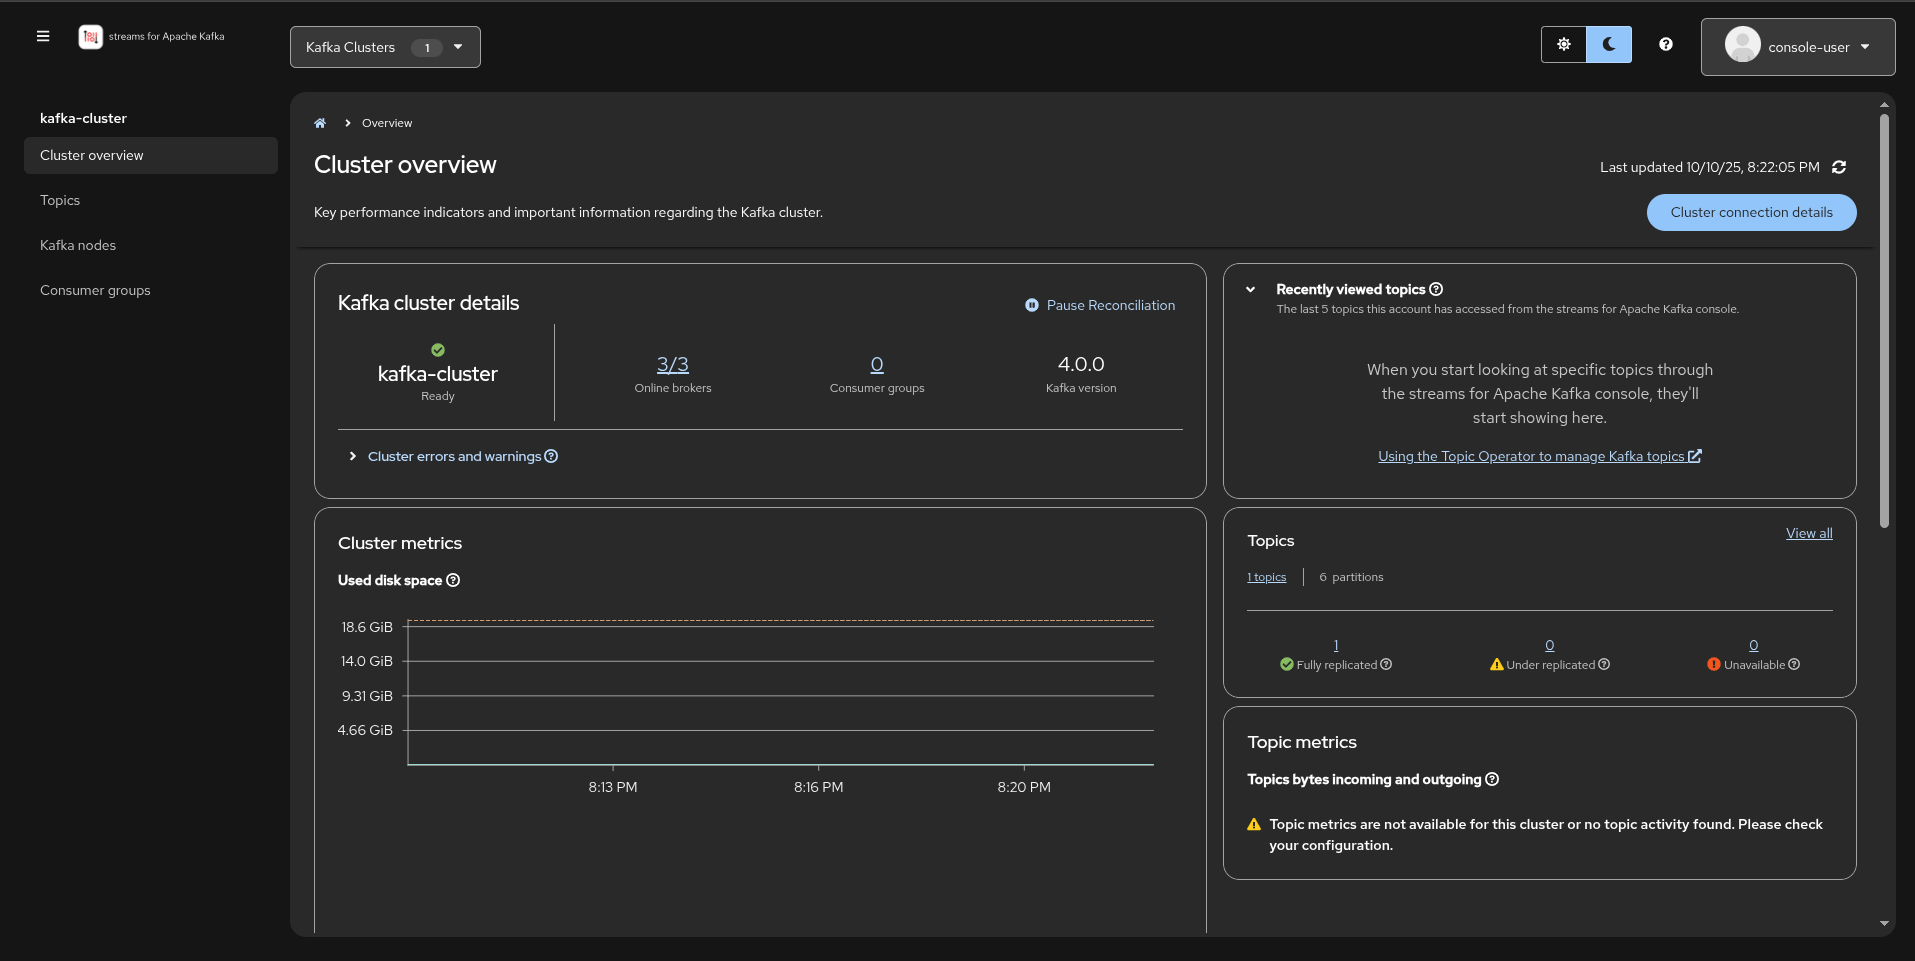 streams for Apache Kafka
Kafka Clusters 1
console-user
kafka-cluster
Cluster overview
Topics
Kafka nodes
Consumer groups
Overview
Cluster overview
Last updated 10/10/25, 8:22:05 PM
Key performance indicators and important information regarding the Kafka cluster.
Cluster connection details
Kafka cluster details
Pause Reconciliation
kafka-cluster
Ready
3/3
Online brokers
0
Consumer groups
4.0.0
Kafka version
Cluster errors and warnings
Recently viewed topics
The last 5 topics this account has accessed from the streams for Apache Kafka console.
When you start looking at specific topics through
the streams for Apache Kafka console, they'll
start showing here.
Using the Topic Operator to manage Kafka topics
Cluster metrics
Used disk space
18.6 GiB
14.0 GiB
9.31 GiB
4.66 GiB
8:13 PM
8:16 PM
8:20 PM
Topics
View all
1 topics
6 partitions
1
Fully replicated
0
Under replicated
0
Unavailable
Topic metrics
Topics bytes incoming and outgoing
Topic metrics are not available for this cluster or no topic activity found. Please check
your configuration.